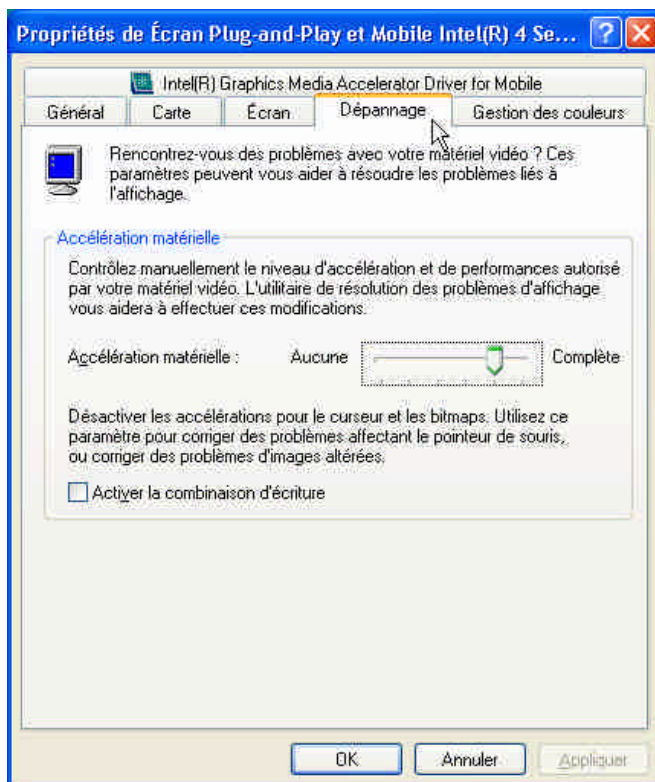 Propriétés de Écran Plug-and-Play et Mobile Intel(R) 4 Se...
Intel(R) Graphics Media Accelerator Driver for Mobile
Général Carte Écran Dépannage Gestion des couleurs
Rencontrez-vous des problèmes avec votre matériel vidéo ? Ces
paramètres peuvent vous aider à résoudre les problèmes liés à
l'affichage.
Accélération matérielle
Contrôlez manuellement le niveau d'accélération et de performances autorisé
par votre matériel vidéo. L'utilitaire de résolution des problèmes d'affichage
vous aidera à effectuer ces modifications.
Accélération matérielle : Aucune Complète
Désactiver les accélérations pour le curseur et les bitmaps. Utilisez ce
paramètre pour corriger des problèmes affectant le pointeur de souris,
ou corriger des problèmes d'images altérées.
Activer la combinaison d'écriture
OK Annuler Appliquer